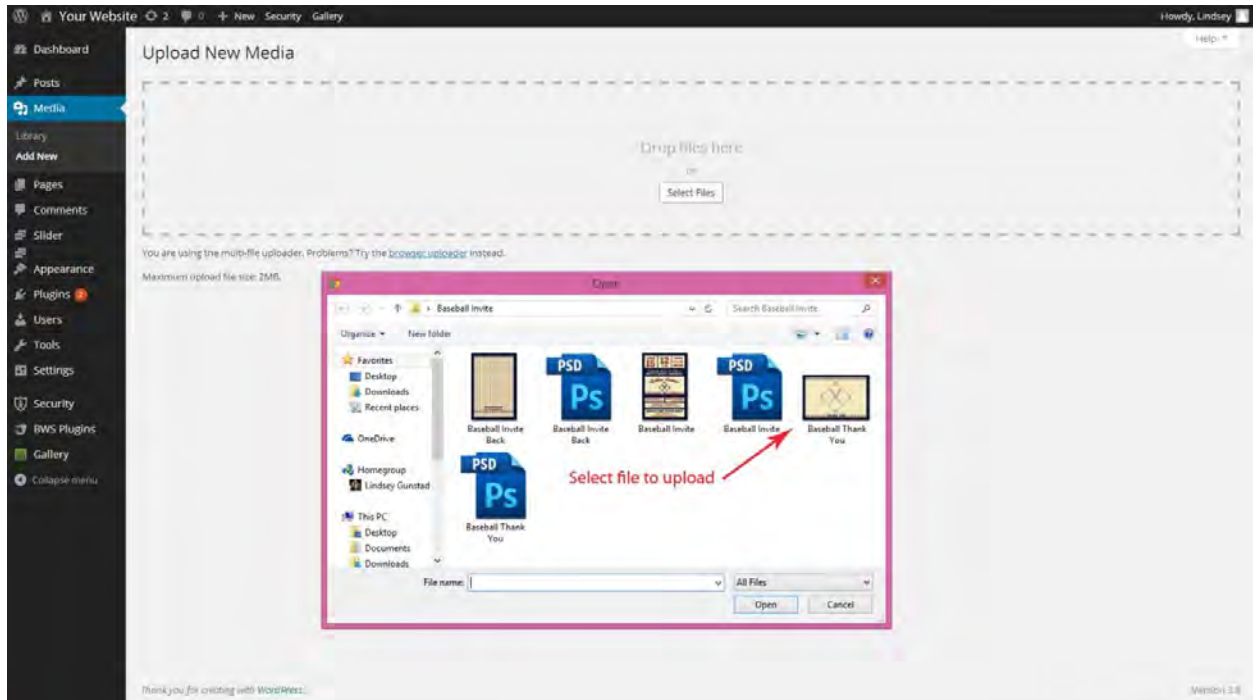 Your Website 2 0 + New Security Gallery Howdy, Lindsey
Help
Dashboard
Posts
Media
Library
Add New
Pages
Comments
Slider
Appearance
Plugins 2
Users
Tools
Settings
Security
BWS Plugins
Gallery
Collapse menu
Upload New Media
Drop files here
or
Select Files
You are using the multi-file uploader. Problems? Try the browser uploader instead.
Maximum upload file size: 2MB.
Open
Baseball Invite
Search Baseball Invite
Organize New folder
Favorites
Desktop
Downloads
Recent places
OneDrive
Homegroup
Lindsey Gunstad
This PC
Desktop
Documents
Downloads
PSD
Ps
PSD
Ps
Baseball Invite
Back
Baseball Invite
Back
Baseball Invite
Baseball Invite
Baseball Thank
You
PSD
Ps
Baseball Thank
You
Select file to upload
File name:
All Files
Open Cancel
Thank you for creating with WordPress.
Version 3.8